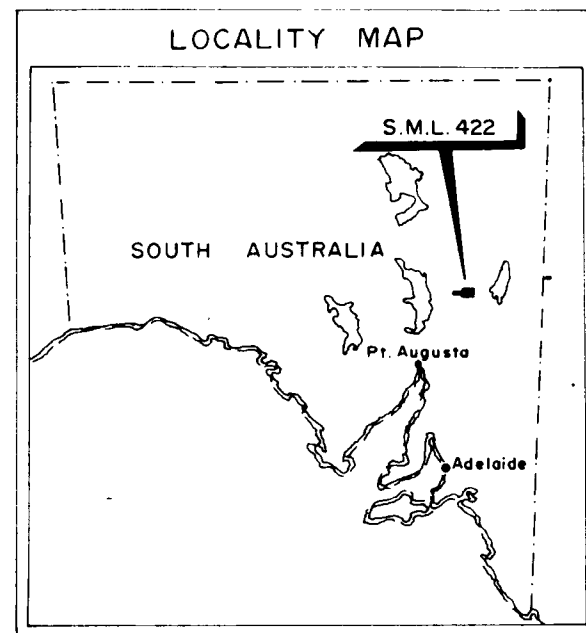 LOCALITY MAP
S.M.L. 422
SOUTH AUSTRALIA
Pt. Augusta
Adelaide